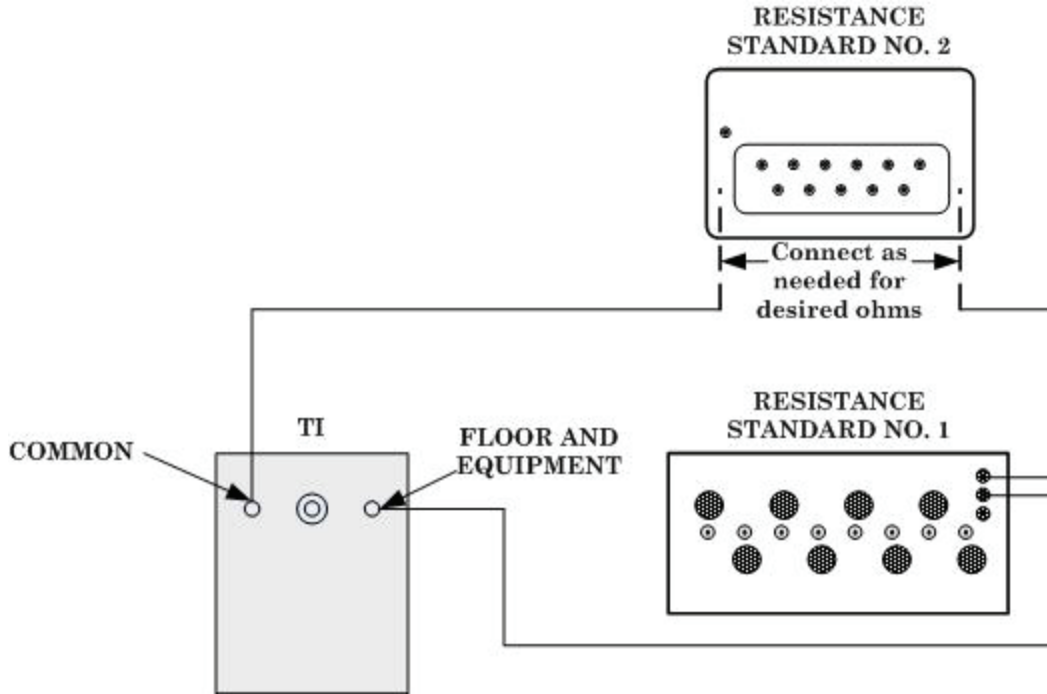 RESISTANCE
STANDARD NO. 2
Connect as
needed for
desired ohms
RESISTANCE
STANDARD NO. 1
TI
COMMON
FLOOR AND
EQUIPMENT